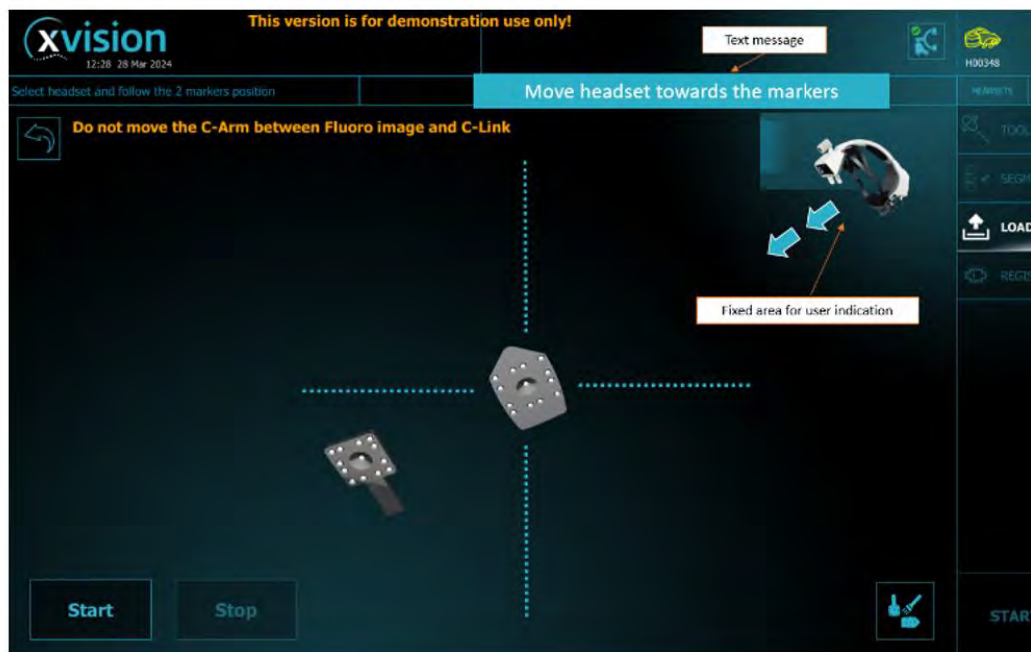 This version is for demonstration use only!
xvision
12:28 28 Mar 2024
Text message
H00348
Select headset and follow the 2 markers position
Move headset towards the markers
HEADSETS
Do not move the C-Arm between Fluoro image and C-Link
TOO
SEGM
LOAD
REGIS
Fixed area for user indication
Start
Stop
STAR